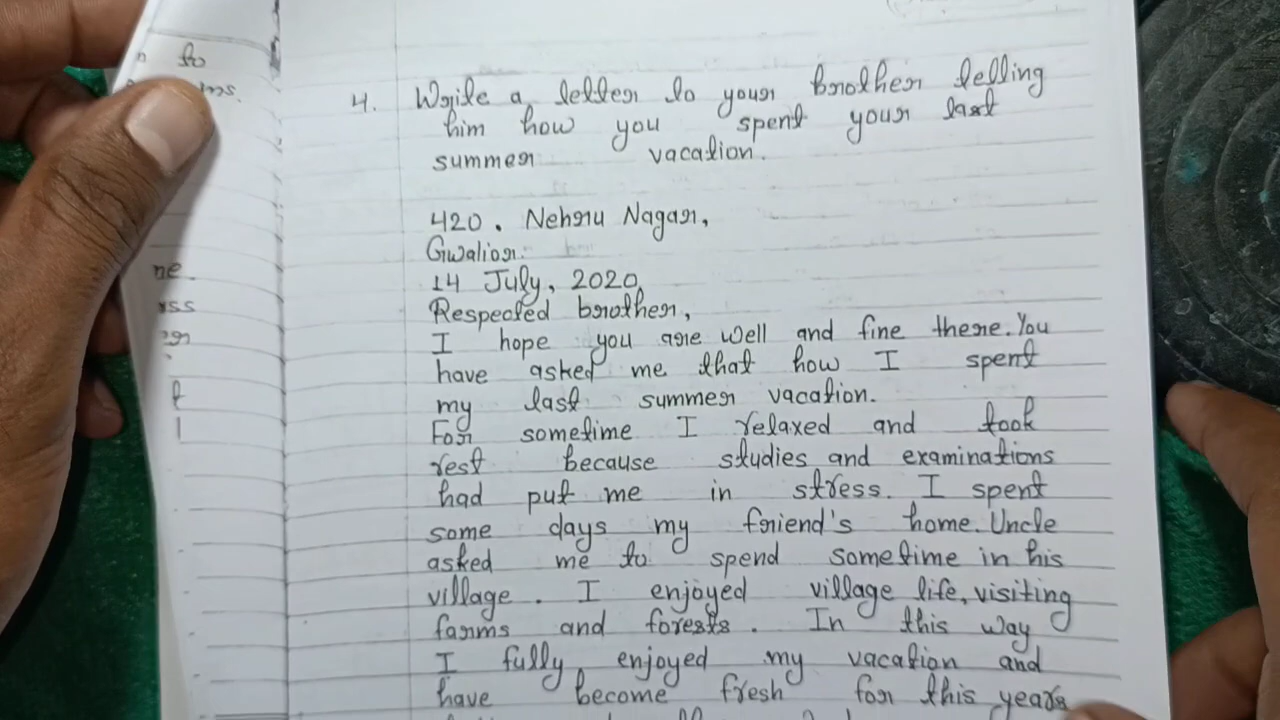 to
ms.
4. Write a letter to your brother telling
him how you spent your last
summer vacation.
420. Nehru Nagar,
Gwalior.
14 July, 2020
Respected brother,
I hope you are well and fine there. You
have asked me that how I spent
my last summer vacation.
For sometime I relaxed and took
rest because studies and examinations
had put me in stress. I spent
some days my friend's home. Uncle
asked me to spend sometime in his
village. I enjoyed village life, visiting
farms and forests. In this way
I fully enjoyed my vacation and
have become fresh for this years
ne